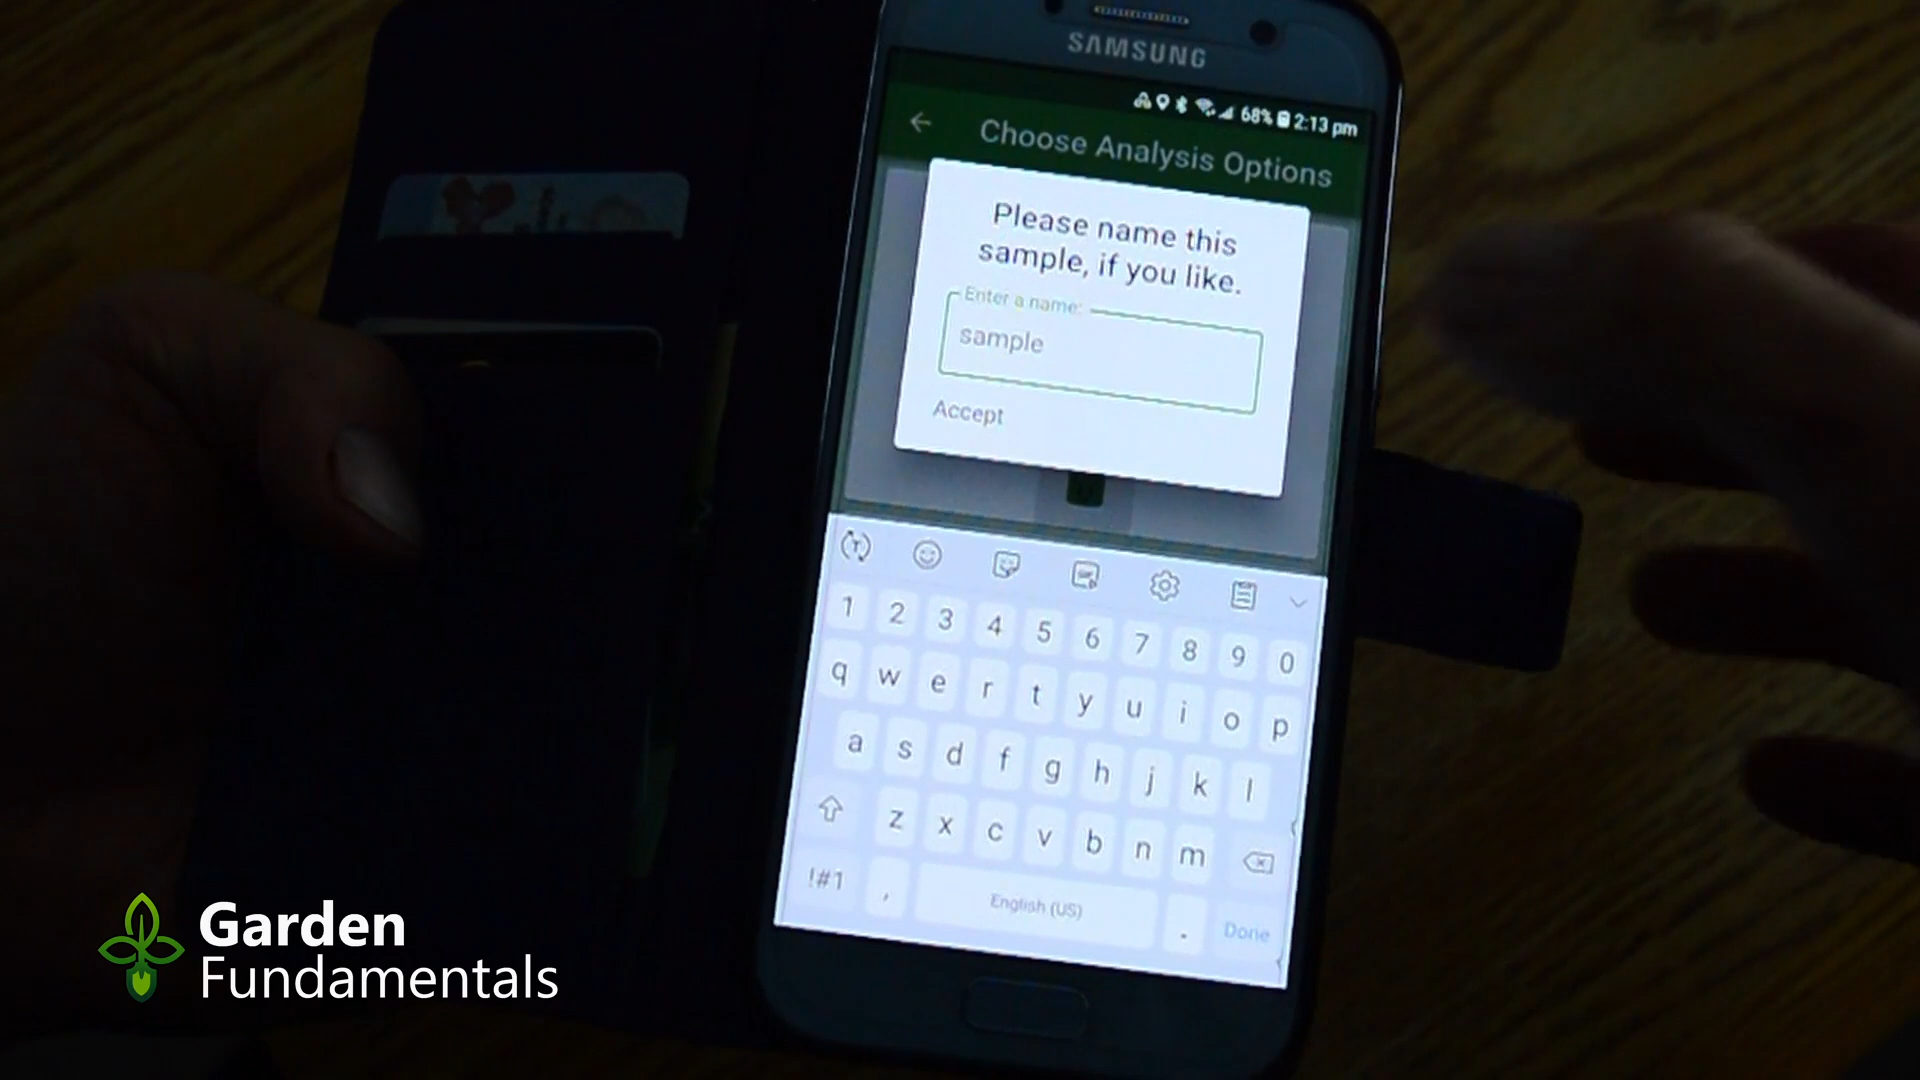 SAMSUNG
68% 2:13 pm
Choose Analysis Options
Please name this
sample, if you like.
Enter a name:
sample
Accept
1 2 3 4 5 6 7 8 9 0
q w e r t y u i o p
a s d f g h j k l
z x c v b n m
!#1 , English (US) . Done
Garden
Fundamentals